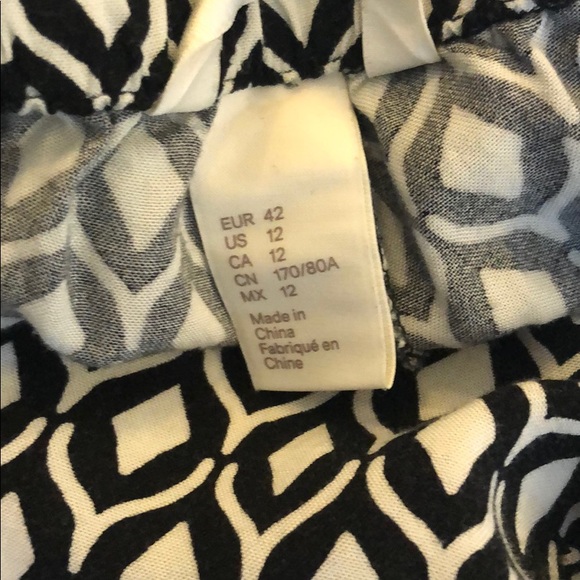 EUR 42
US 12
CA 12
CN 170/80A
MX 12
Made in
China
Fabriqué en
Chine